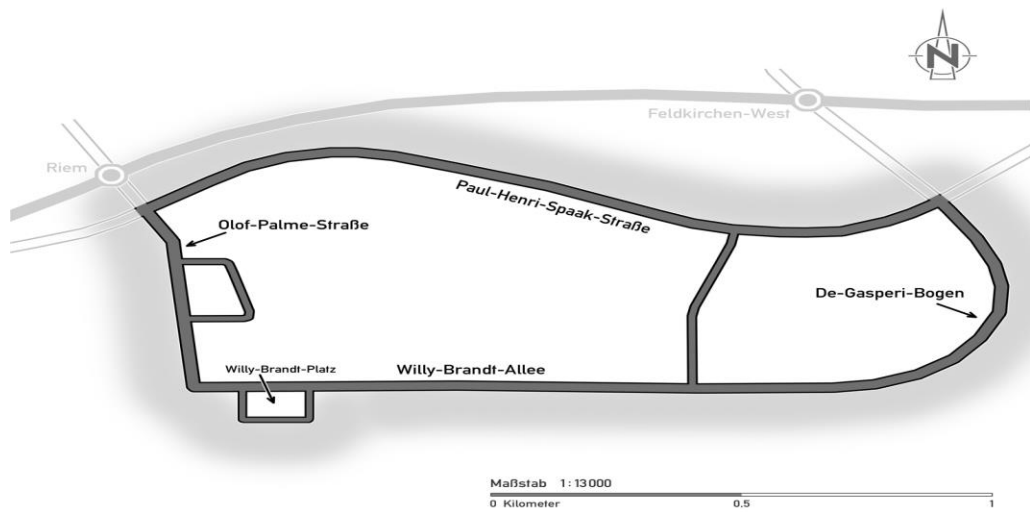 N
Feldkirchen-West
Riem
Paul-Henri-Spaak-Straße
Olof-Palme-Straße
De-Gasperi-Bogen
Willy-Brandt-Platz
Willy-Brandt-Allee
Maßstab 1:13000
0 Kilometer 0,5 1